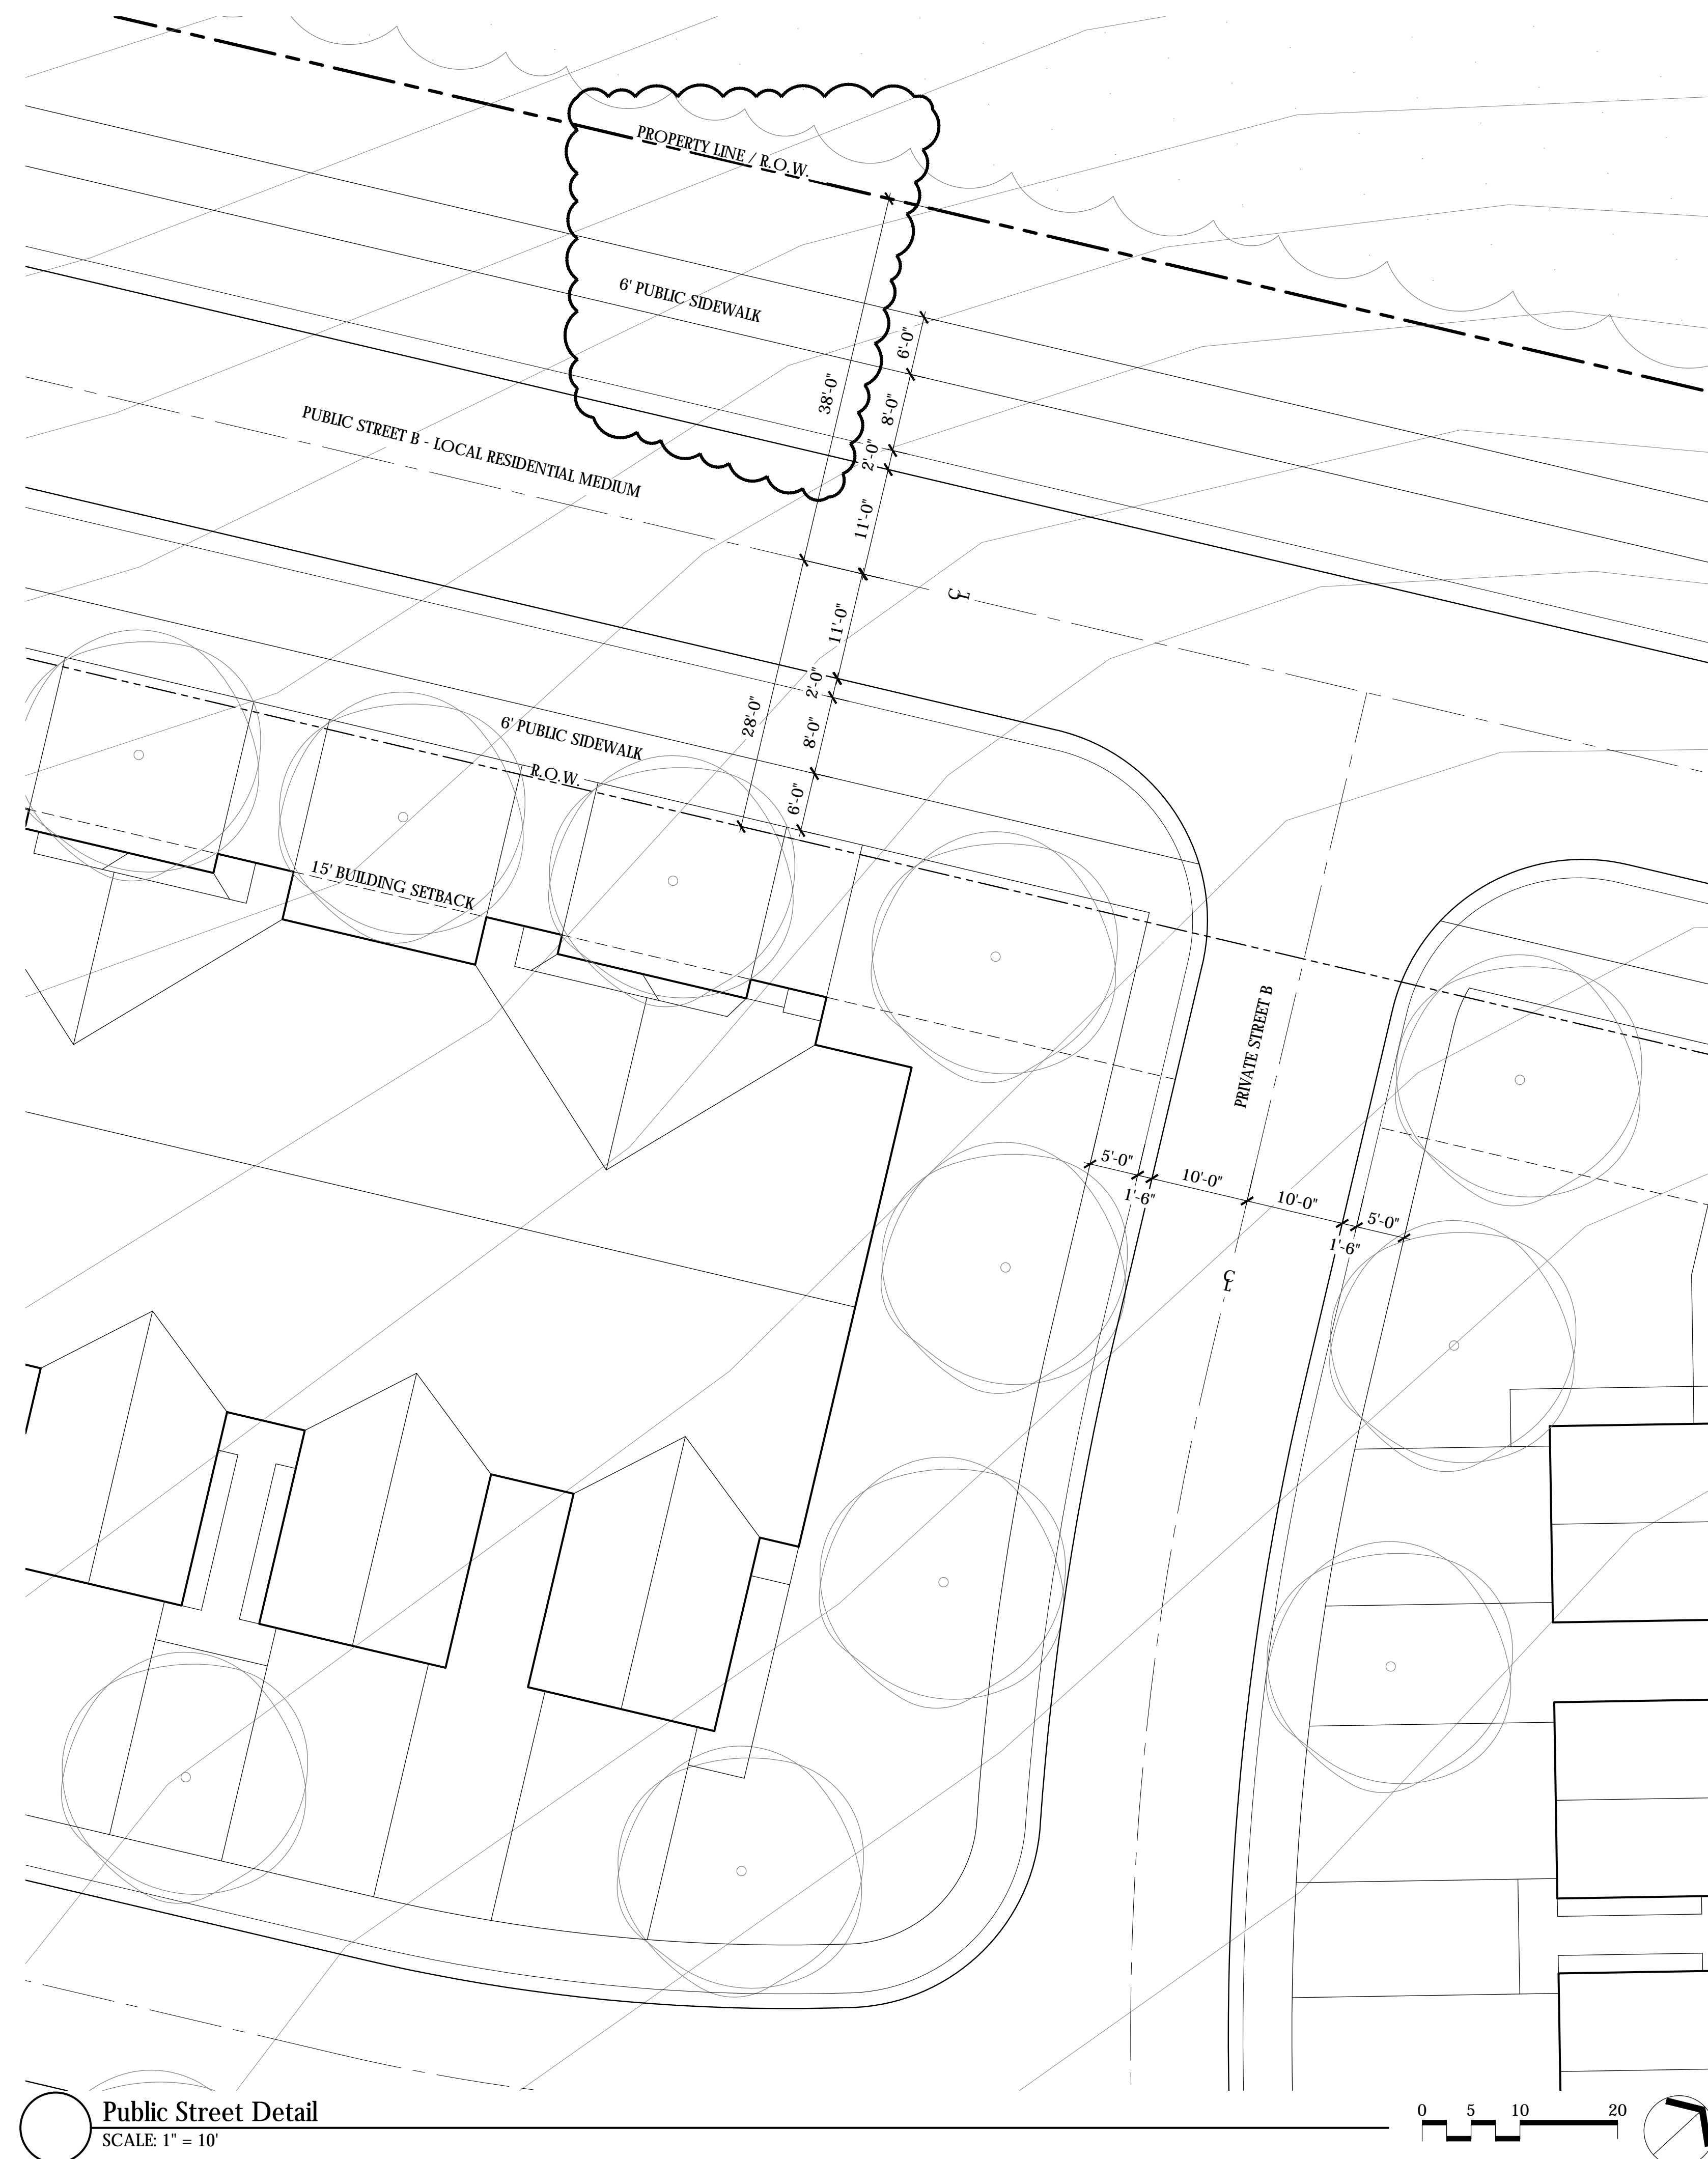 PROPERTY LINE / R.O.W.
6' PUBLIC SIDEWALK
6'-0"
38'-0"
8'-0"
PUBLIC STREET B - LOCAL RESIDENTIAL MEDIUM
2'-0"
11'-0"
CL
11'-0"
2'-0"
28'-0"
6' PUBLIC SIDEWALK
8'-0"
R.O.W.
6'-0"
15' BUILDING SETBACK
PRIVATE STREET B
5'-0"
1'-6"
10'-0"
10'-0"
5'-0"
1'-6"
CL
Public Street Detail
SCALE: 1" = 10'
0 5 10 20